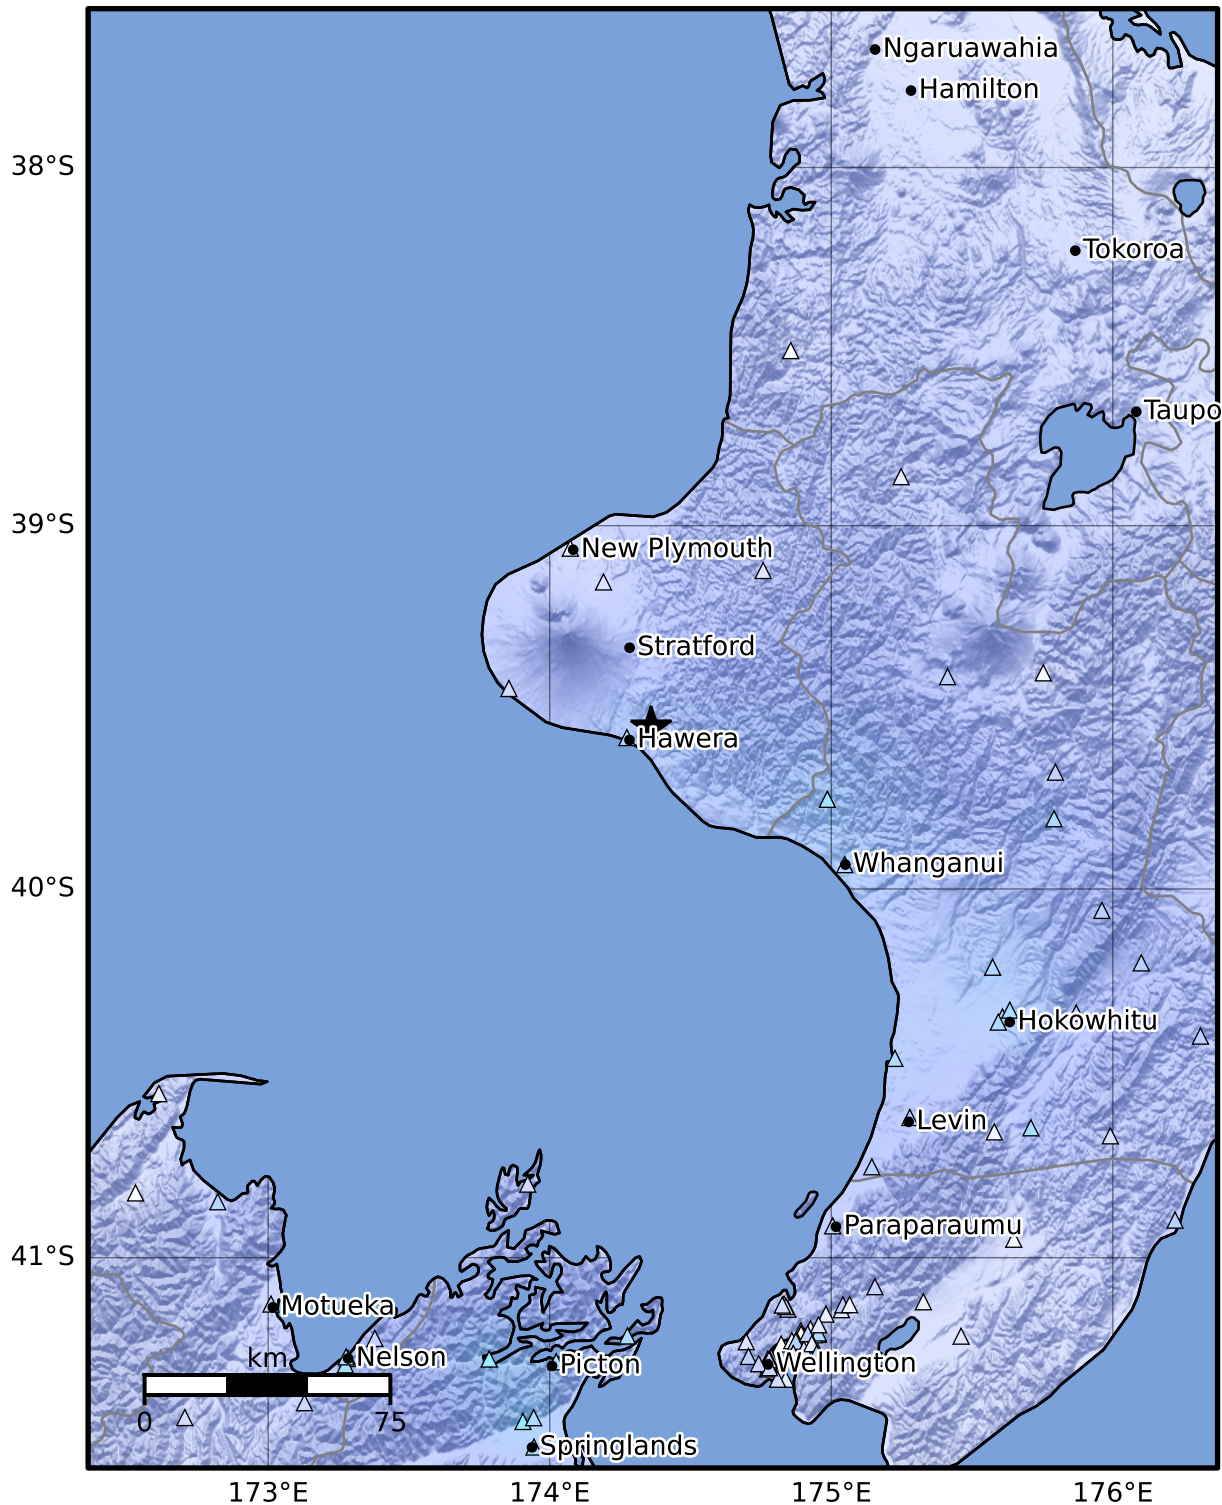 Ngaruawahia
Hamilton
38°S
Tokoroa
Taupo
39°S
New Plymouth
Stratford
Hawera
Whanganui
40°S
Hokowhitu
Levin
Paraparaumu
41°S
Motueka
km
Nelson
Picton
Wellington
0
75
Springlands
173°E
174°E
175°E
176°E